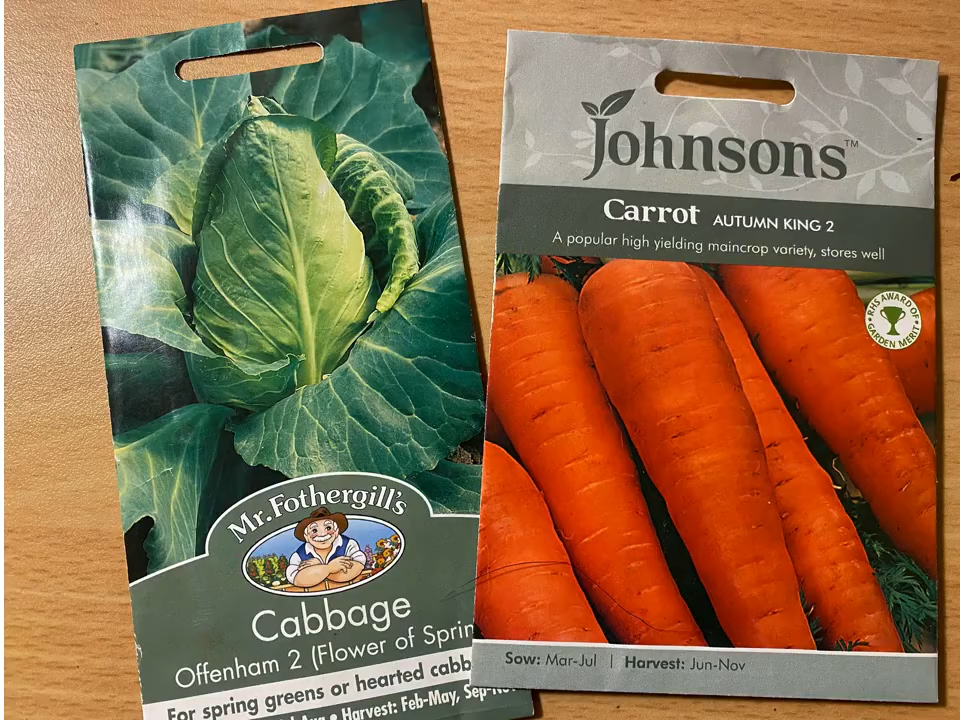 Mr. Fothergill's
Cabbage
Offenham 2 (Flower of Sprin
For spring greens or hearted cabb
Harvest: Feb-May, Sep-Nov
Johnsons™
Carrot AUTUMN KING 2
A popular high yielding maincrop variety, stores well
RHS AWARD OF GARDEN MERIT
Sow: Mar-Jul | Harvest: Jun-Nov